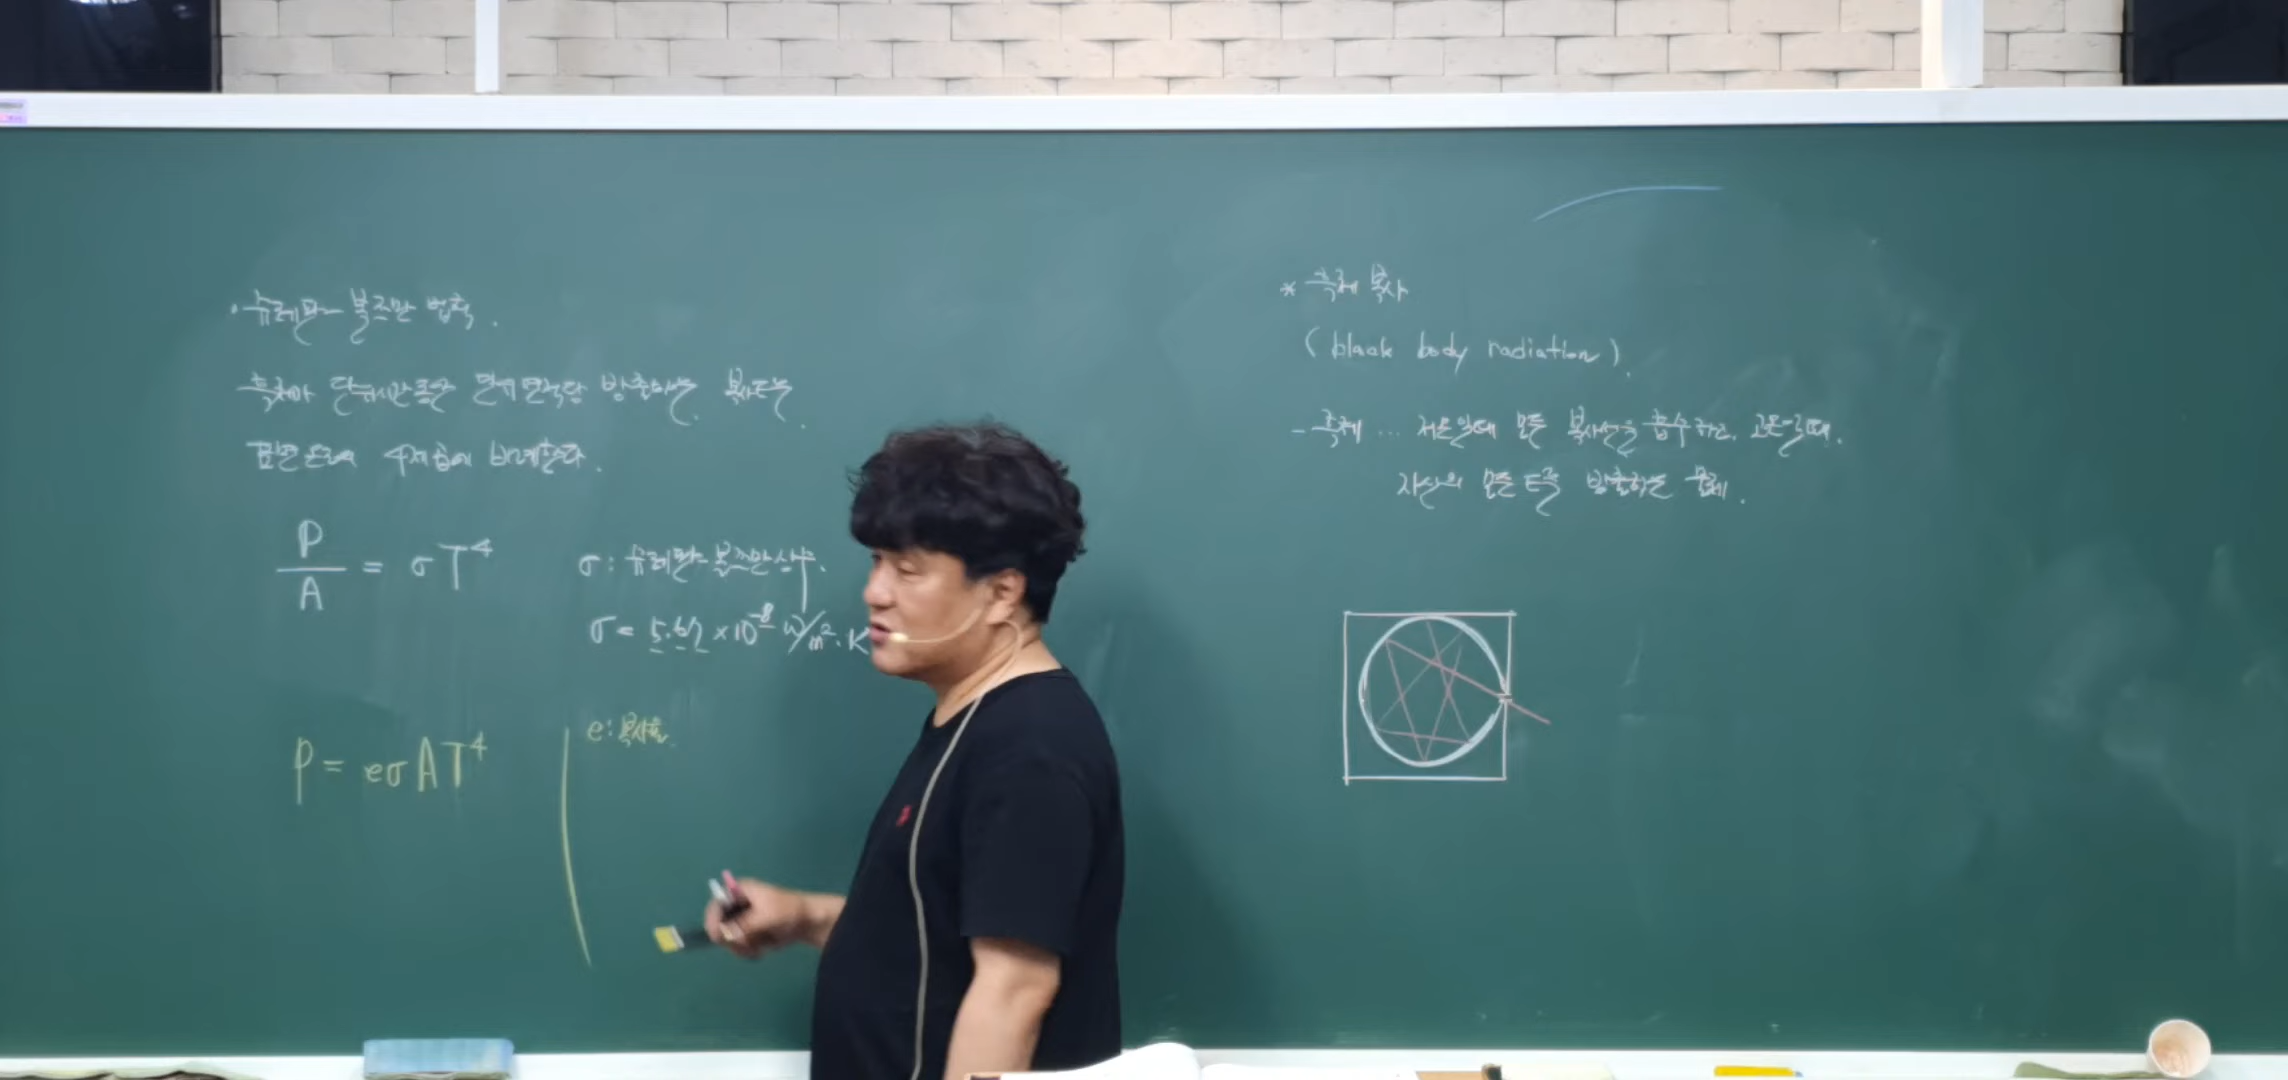 · 슈테판-볼츠만 법칙.
흑체가 단위시간동안 단위면적당 방출하는 복사E는
표면온도의 4제곱에 비례한다.
P/A = σT⁴
σ : 슈테판-볼츠만상수.
σ = 5.67 ×10⁻⁸ W/m²·K
P = eσAT⁴
e : 복사율.
* 흑체 복사
(black body radiation).
- 흑체 ... 저온일때 모든 복사선을 흡수하고, 고온일때.
자신의 모든 E를 방출하는 물체.